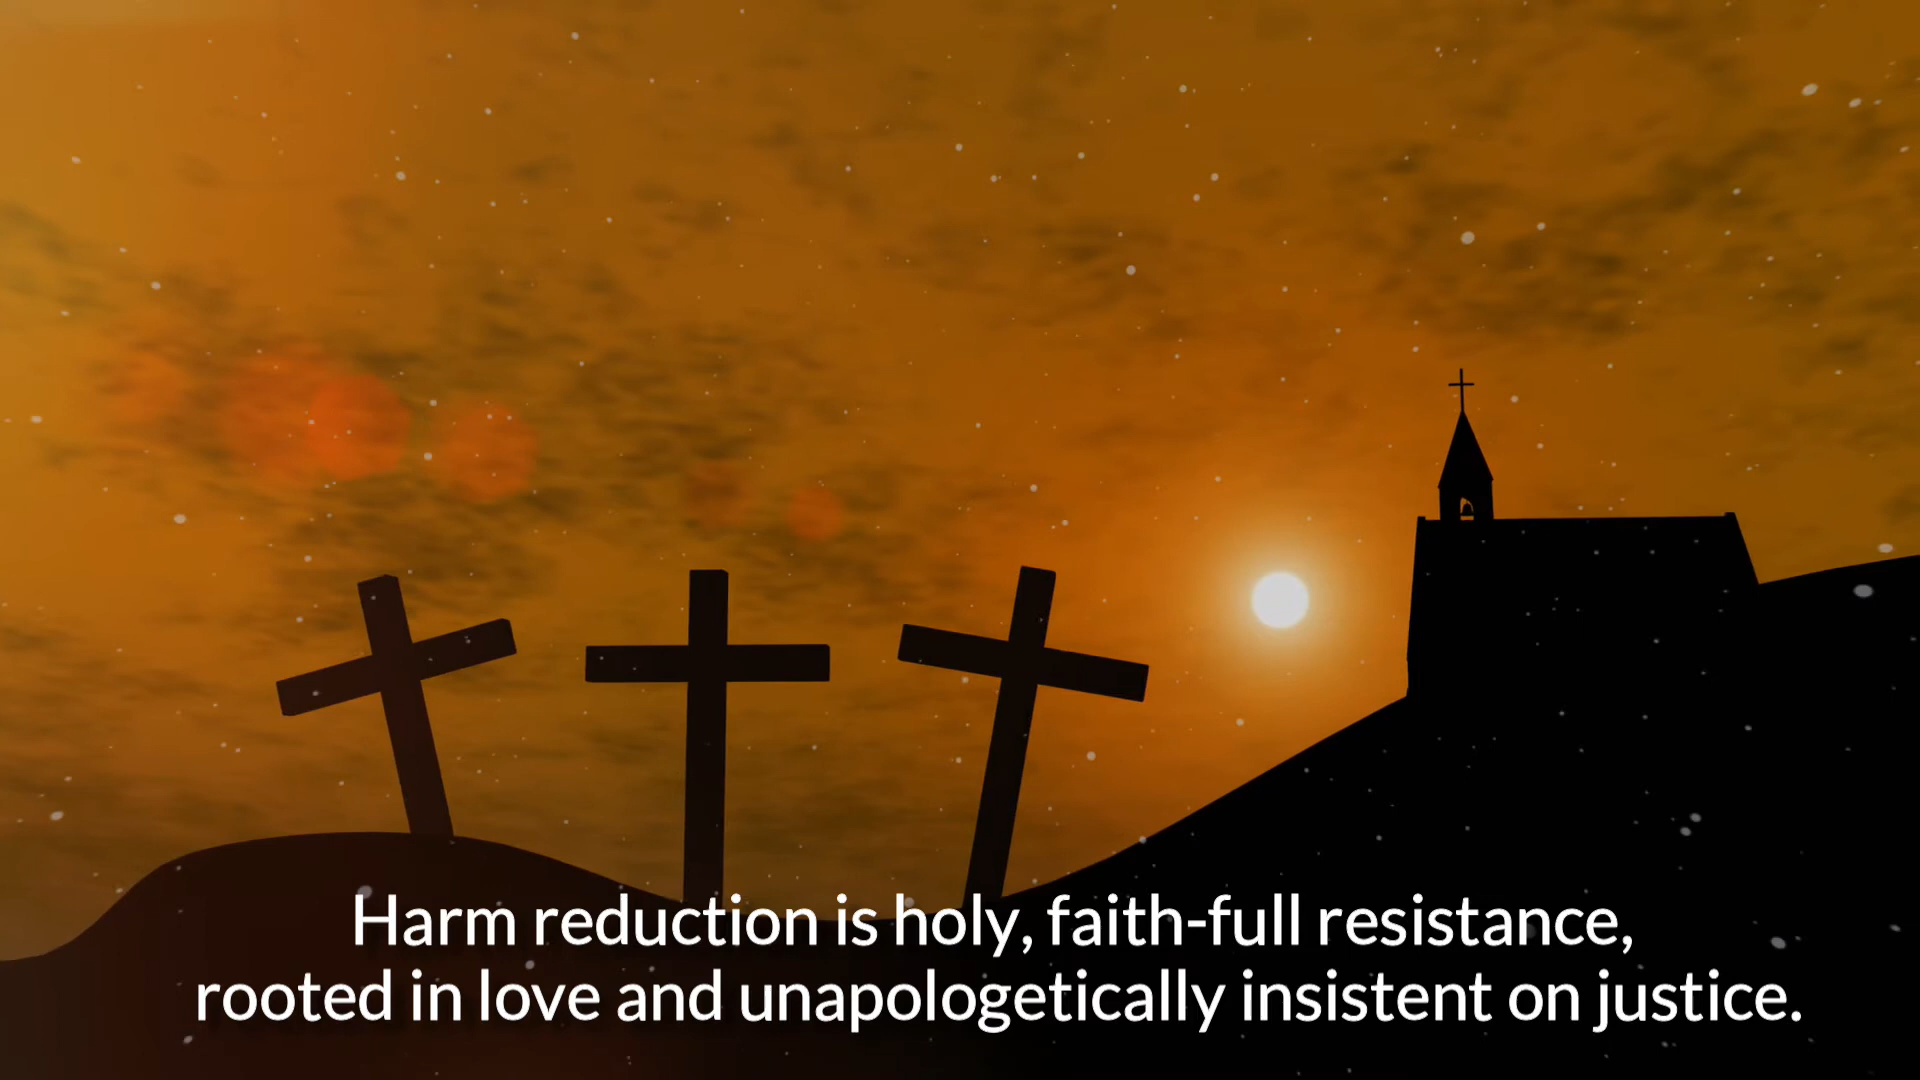 Harm reduction is holy, faith-full resistance,
rooted in love and unapologetically insistent on justice.